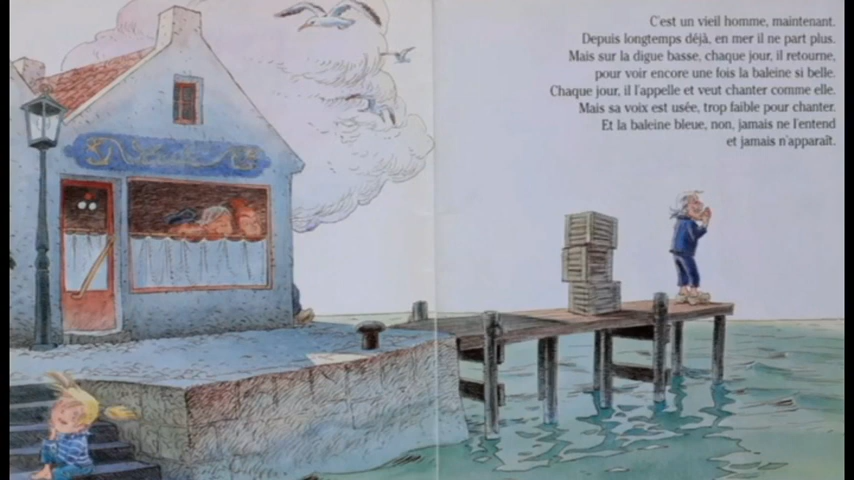 C'est un vieil homme, maintenant.
Depuis longtemps déjà, en mer il ne part plus.
Mais sur la digue basse, chaque jour, il retourne,
pour voir encore une fois la baleine si belle.
Chaque jour, il l'appelle et veut chanter comme elle.
Mais sa voix est usée, trop faible pour chanter.
Et la baleine bleue, non, jamais ne l'entend
et jamais n'apparaît.